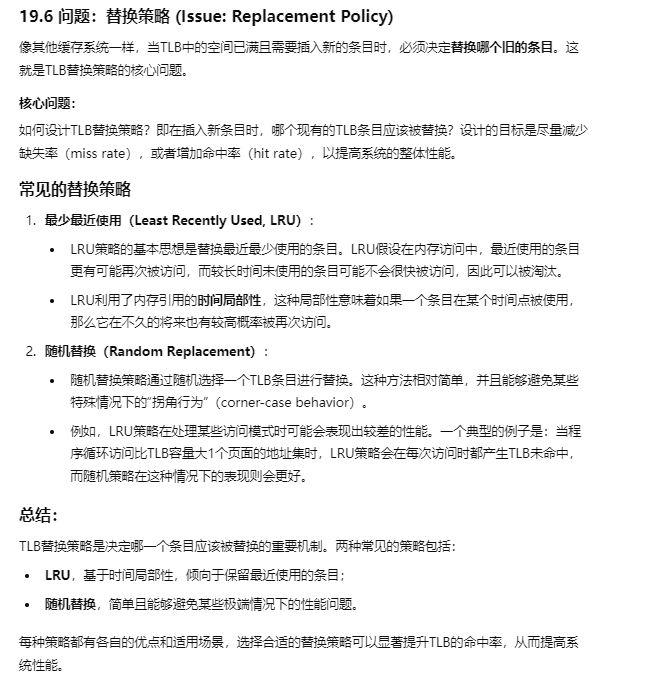 19.6 问题：替换策略 (Issue: Replacement Policy)
像其他缓存系统一样，当TLB中的空间已满且需要插入新的条目时，必须决定替换哪个旧的条目。这
就是TLB替换策略的核心问题。
核心问题：
如何设计TLB替换策略？即在插入新条目时，哪个现有的TLB条目应该被替换？设计的目标是尽量减少
缺失率（miss rate），或者增加命中率（hit rate），以提高系统的整体性能。
常见的替换策略
1. 最少最近使用（Least Recently Used, LRU）：
• LRU策略的基本思想是替换最近最少使用的条目。LRU假设在内存访问中，最近使用的条目
更有可能再次被访问，而较长时间未使用的条目可能不会很快被访问，因此可以被淘汰。
• LRU利用了内存引用的时间局部性，这种局部性意味着如果一个条目在某个时间点被使用，
那么它在不久的将来也有较高概率被再次访问。
2. 随机替换（Random Replacement）：
• 随机替换策略通过随机选择一个TLB条目进行替换。这种方法相对简单，并且能够避免某些
特殊情况下的“拐角行为”（corner-case behavior）。
• 例如，LRU策略在处理某些访问模式时可能会表现出较差的性能。一个典型的例子是：当程
序循环访问比TLB容量大1个页面的地址集时，LRU策略会在每次访问时都产生TLB未命中，
而随机策略在这种情况下的表现则会更好。
总结：
TLB替换策略是决定哪一个条目应该被替换的重要机制。两种常见的策略包括：
• LRU，基于时间局部性，倾向于保留最近使用的条目；
• 随机替换，简单且能够避免某些极端情况下的性能问题。
每种策略都有各自的优点和适用场景，选择合适的替换策略可以显著提升TLB的命中率，从而提高系
统性能。